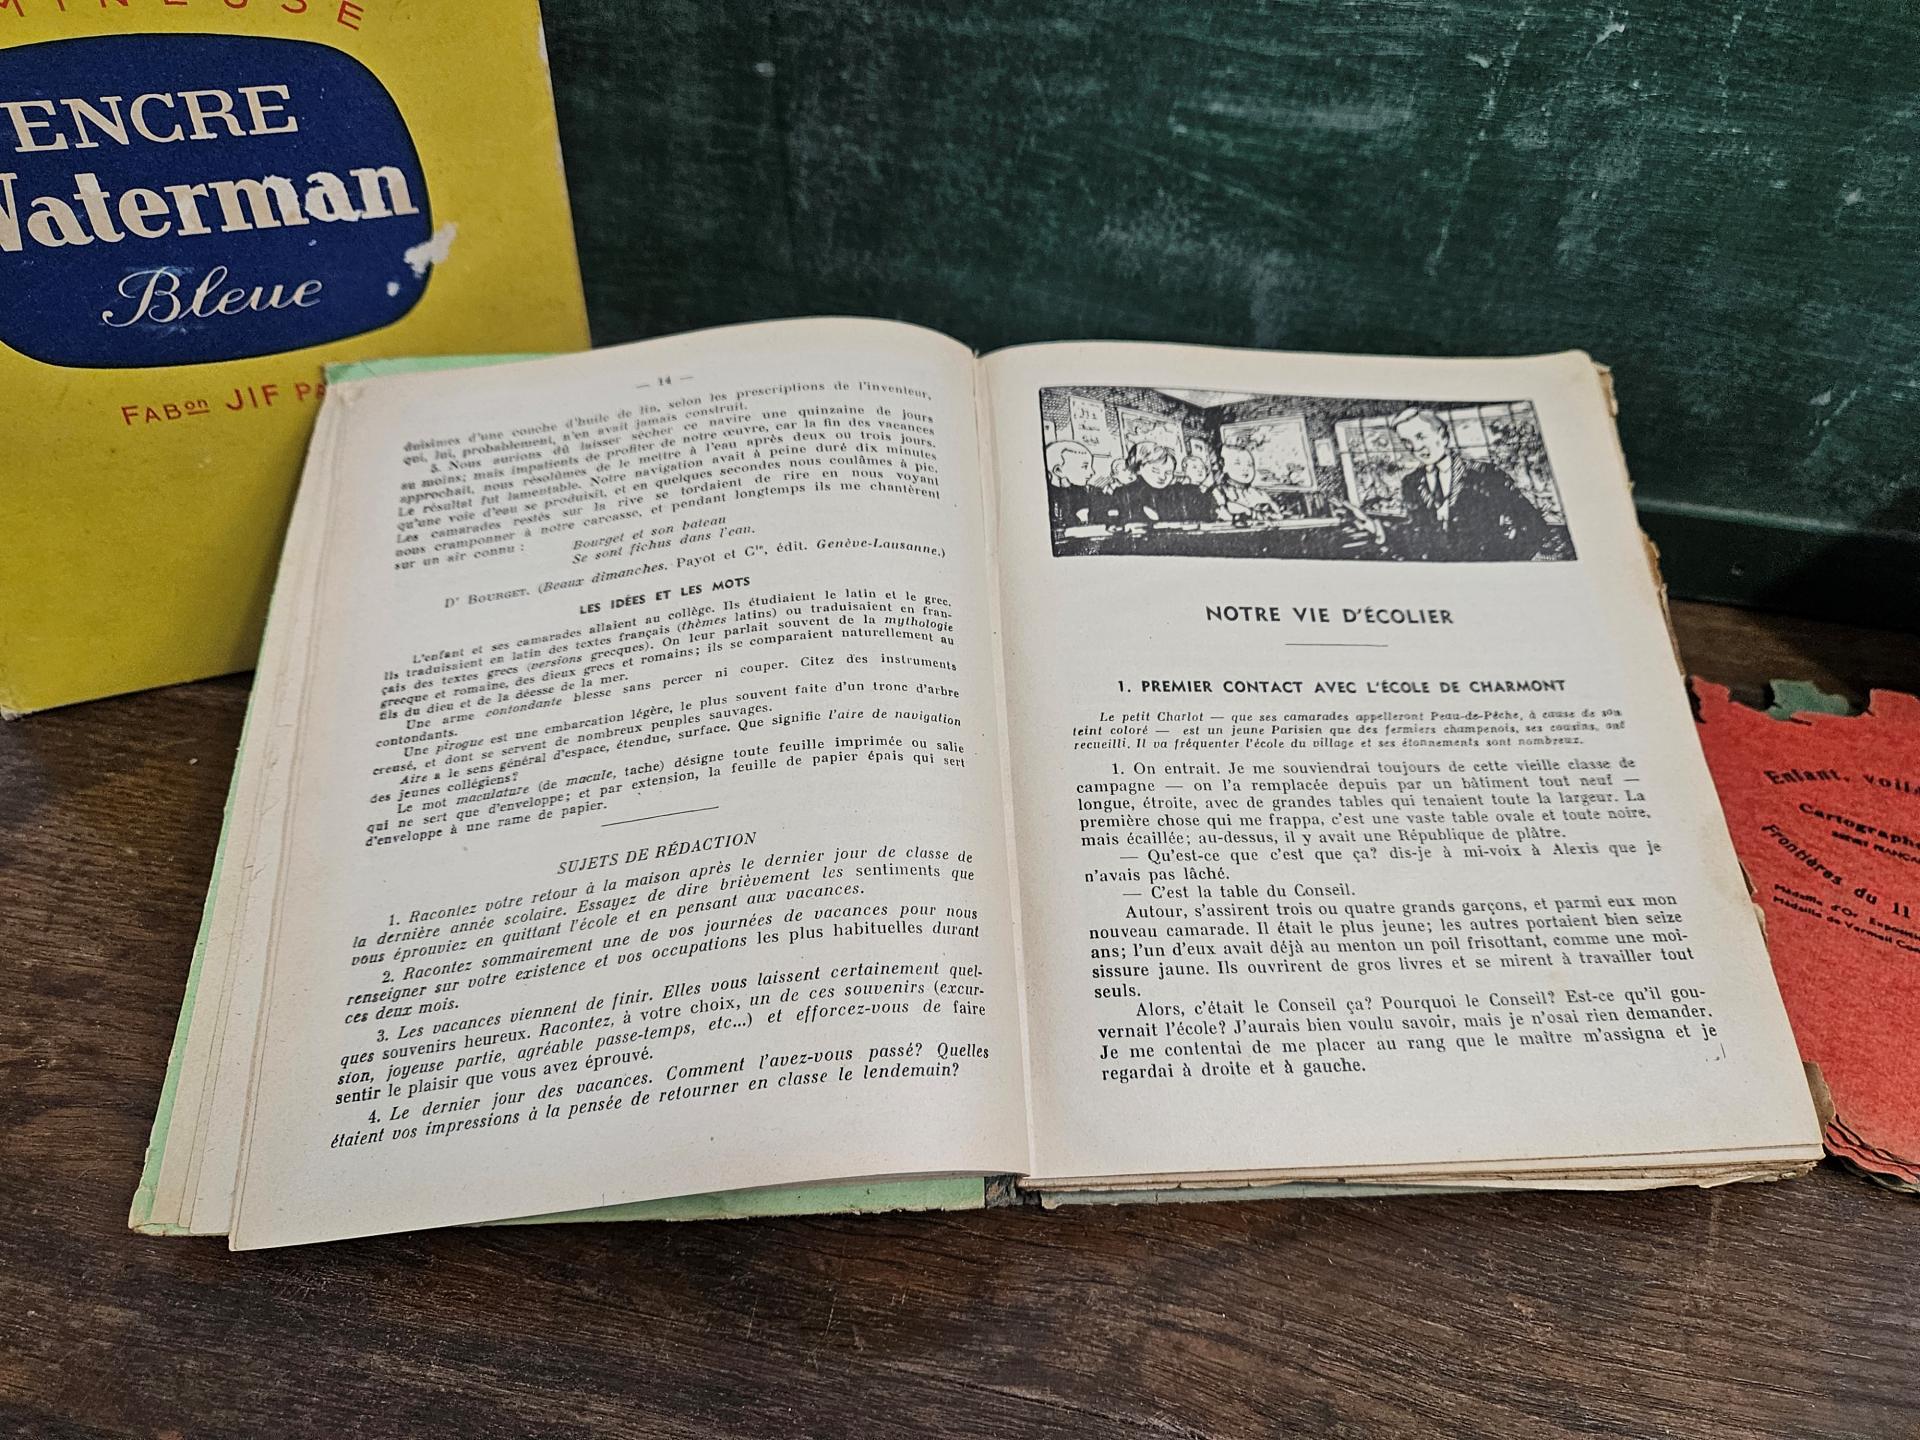 MINEUSE
ENCRE
Waterman
Bleue
FABon JIF PA
— 14 —
duisîmes d'une couche d'huile de lin, selon les prescriptions de l'inventeur,
qui, lui, probablement, n'en avait jamais construit.
5. Nous aurions dû laisser sécher ce navire une quinzaine de jours
au moins; mais impatients de profiter de notre œuvre, car la fin des vacances
approchait, nous résolûmes de le mettre à l'eau après deux ou trois jours.
Le résultat fut lamentable. Notre navigation avait à peine duré dix minutes
qu'une voie d'eau se produisit, et en quelques secondes nous coulâmes à pic.
Les camarades restés sur la rive se tordaient de rire en nous voyant
nous cramponner à notre carcasse, et pendant longtemps ils me chantèrent
sur un air connu :
Bourget et son bateau
Se sont fichus dans l'eau.
Dr BOURGET. (Beaux dimanches. Payot et Cie, édit. Genève-Lausanne.)
LES IDÉES ET LES MOTS
L'enfant et ses camarades allaient au collège. Ils étudiaient le latin et le grec.
Ils traduisaient en latin des textes français (thèmes latins) ou traduisaient en fran-
çais des textes grecs (versions grecques). On leur parlait souvent de la mythologie
grecque et romaine, des dieux grecs et romains; ils se comparaient naturellement au
fils du dieu et de la déesse de la mer.
Une arme contondante blesse sans percer ni couper. Citez des instruments
contondants.
Une pirogue est une embarcation légère, le plus souvent faite d'un tronc d'arbre
creusé, et dont se servent de nombreux peuples sauvages.
Aire a le sens général d'espace, étendue, surface. Que signifie l'aire de navigation
des jeunes collégiens?
Le mot maculature (de macule, tache) désigne toute feuille imprimée ou salie
qui ne sert que d'enveloppe; et par extension, la feuille de papier épais qui sert
d'enveloppe à une rame de papier.
SUJETS DE RÉDACTION
1. Racontez votre retour à la maison après le dernier jour de classe de
la dernière année scolaire. Essayez de dire brièvement les sentiments que
vous éprouviez en quittant l'école et en pensant aux vacances.
2. Racontez sommairement une de vos journées de vacances pour nous
renseigner sur votre existence et vos occupations les plus habituelles durant
ces deux mois.
3. Les vacances viennent de finir. Elles vous laissent certainement quel-
ques souvenirs heureux. Racontez, à votre choix, un de ces souvenirs (excur-
sion, joyeuse partie, agréable passe-temps, etc...) et efforcez-vous de faire
sentir le plaisir que vous avez éprouvé.
4. Le dernier jour des vacances. Comment l'avez-vous passé? Quelles
étaient vos impressions à la pensée de retourner en classe le lendemain?
NOTRE VIE D'ÉCOLIER
1. PREMIER CONTACT AVEC L'ÉCOLE DE CHARMONT
Le petit Charlot — que ses camarades appelleront Peau-de-Pêche, à cause de son
teint coloré — est un jeune Parisien que des fermiers champenois, ses cousins, ont
recueilli. Il va fréquenter l'école du village et ses étonnements sont nombreux.
1. On entrait. Je me souviendrai toujours de cette vieille classe de
campagne — on l'a remplacée depuis par un bâtiment tout neuf —
longue, étroite, avec de grandes tables qui tenaient toute la largeur. La
première chose qui me frappa, c'est une vaste table ovale et toute noire,
mais écaillée; au-dessus, il y avait une République de plâtre.
— Qu'est-ce que c'est que ça? dis-je à mi-voix à Alexis que je
n'avais pas lâché.
— C'est la table du Conseil.
Autour, s'assirent trois ou quatre grands garçons, et parmi eux mon
nouveau camarade. Il était le plus jeune; les autres portaient bien seize
ans; l'un d'eux avait déjà au menton un poil frisottant, comme une moi-
sissure jaune. Ils ouvrirent de gros livres et se mirent à travailler tout
seuls.
Alors, c'était le Conseil ça? Pourquoi le Conseil? Est-ce qu'il gou-
vernait l'école? J'aurais bien voulu savoir, mais je n'osai rien demander.
Je me contentai de me placer au rang que le maître m'assigna et je
regardai à droite et à gauche.
Enfant, voilà
Cartographe
Frontières du 11
Médaille d'Or Exposition
Médaille de Vermeil